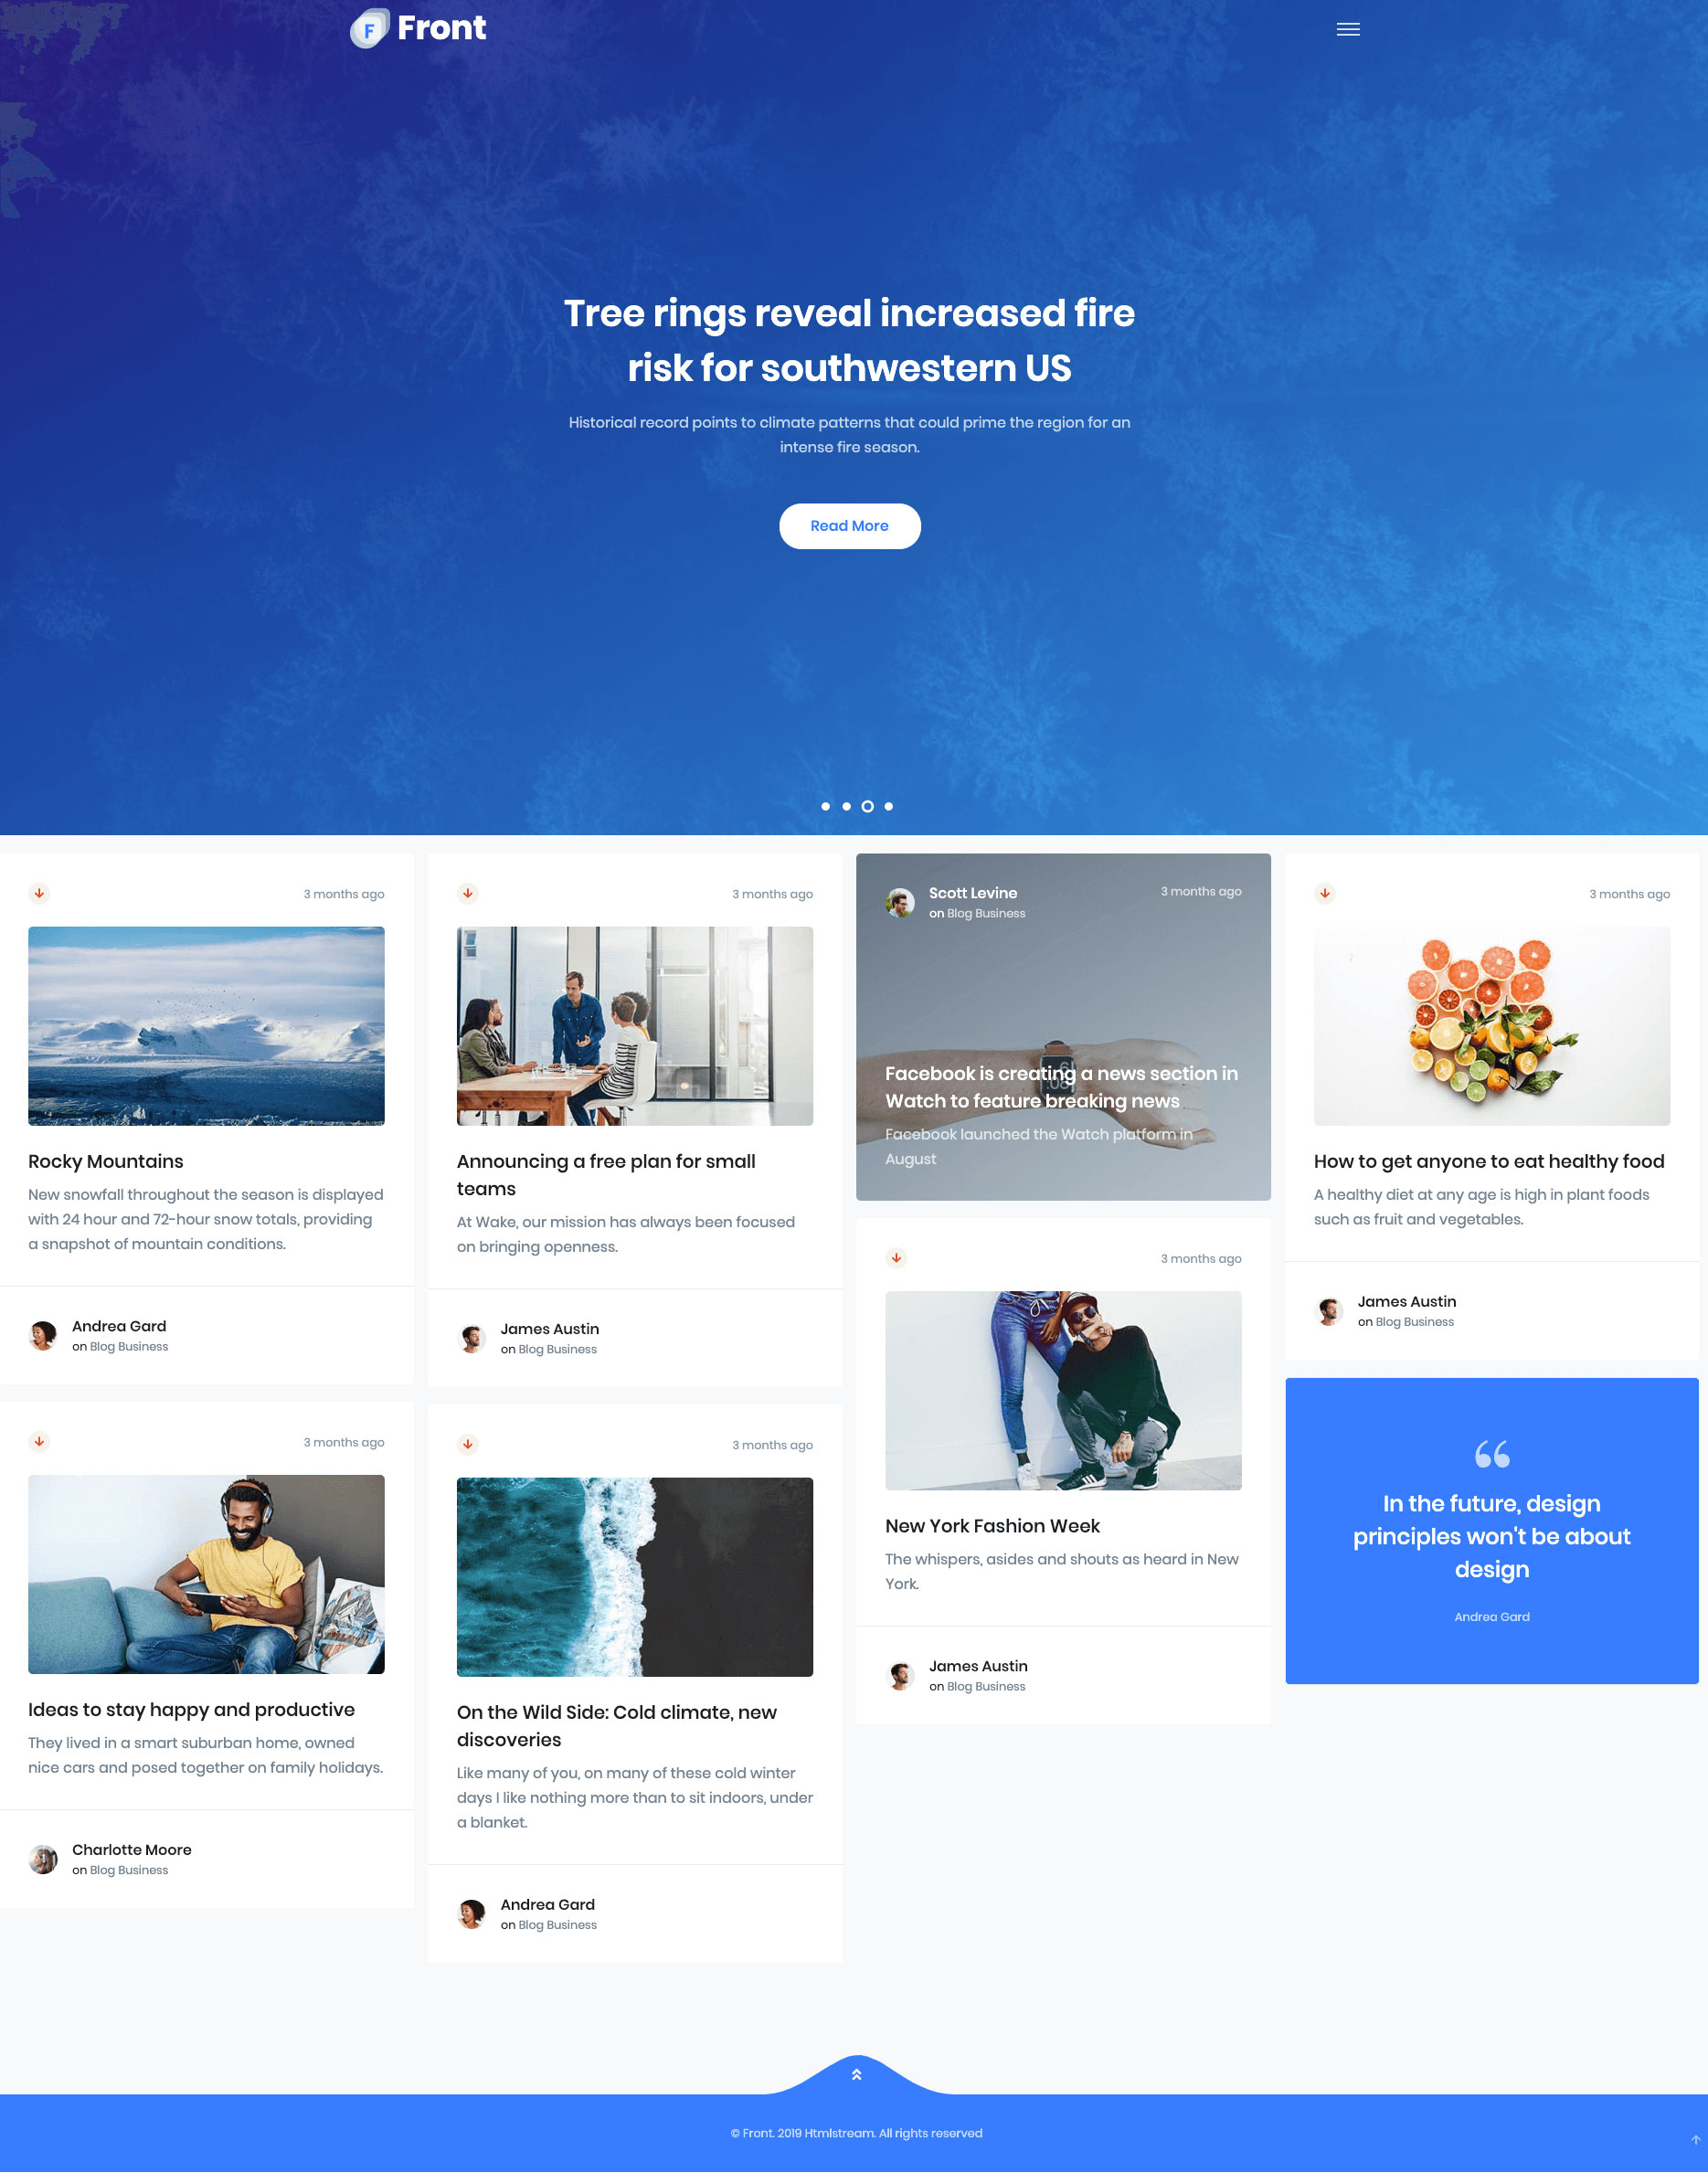 F Front
Tree rings reveal increased fire
risk for southwestern US
Historical record points to climate patterns that could prime the region for an
intense fire season.
Read More
3 months ago
Rocky Mountains
New snowfall throughout the season is displayed
with 24 hour and 72-hour snow totals, providing
a snapshot of mountain conditions.
Andrea Gard
on Blog Business
3 months ago
Ideas to stay happy and productive
They lived in a smart suburban home, owned
nice cars and posed together on family holidays.
Charlotte Moore
on Blog Business
3 months ago
Announcing a free plan for small
teams
At Wake, our mission has always been focused
on bringing openness.
James Austin
on Blog Business
3 months ago
On the Wild Side: Cold climate, new
discoveries
Like many of you, on many of these cold winter
days I like nothing more than to sit indoors, under
a blanket.
Andrea Gard
on Blog Business
Scott Levine
on Blog Business
3 months ago
Facebook is creating a news section in
Watch to feature breaking news
Facebook launched the Watch platform in
August
3 months ago
New York Fashion Week
The whispers, asides and shouts as heard in New
York.
James Austin
on Blog Business
3 months ago
How to get anyone to eat healthy food
A healthy diet at any age is high in plant foods
such as fruit and vegetables.
James Austin
on Blog Business
“
In the future, design
principles won't be about
design
Andrea Gard
© Front. 2019 Htmlstream. All rights reserved